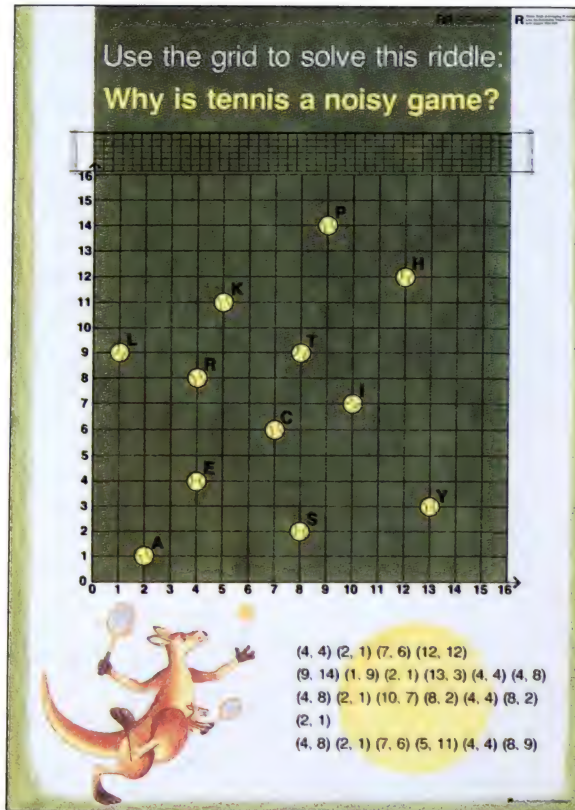 R
Use the grid to solve this riddle:
Why is tennis a noisy game?
16
15
14
P
13
12
H
11
K
10
9
L
T
8
R
7
I
6
C
5
4
E
3
Y
2
S
1
A
0
0 1 2 3 4 5 6 7 8 9 10 11 12 13 14 15 16
(4, 4) (2, 1) (7, 6) (12, 12)
(9, 14) (1, 9) (2, 1) (13, 3) (4, 4) (4, 8)
(4, 8) (2, 1) (10, 7) (8, 2) (4, 4) (8, 2)
(2, 1)
(4, 8) (2, 1) (7, 6) (5, 11) (4, 4) (8, 9)